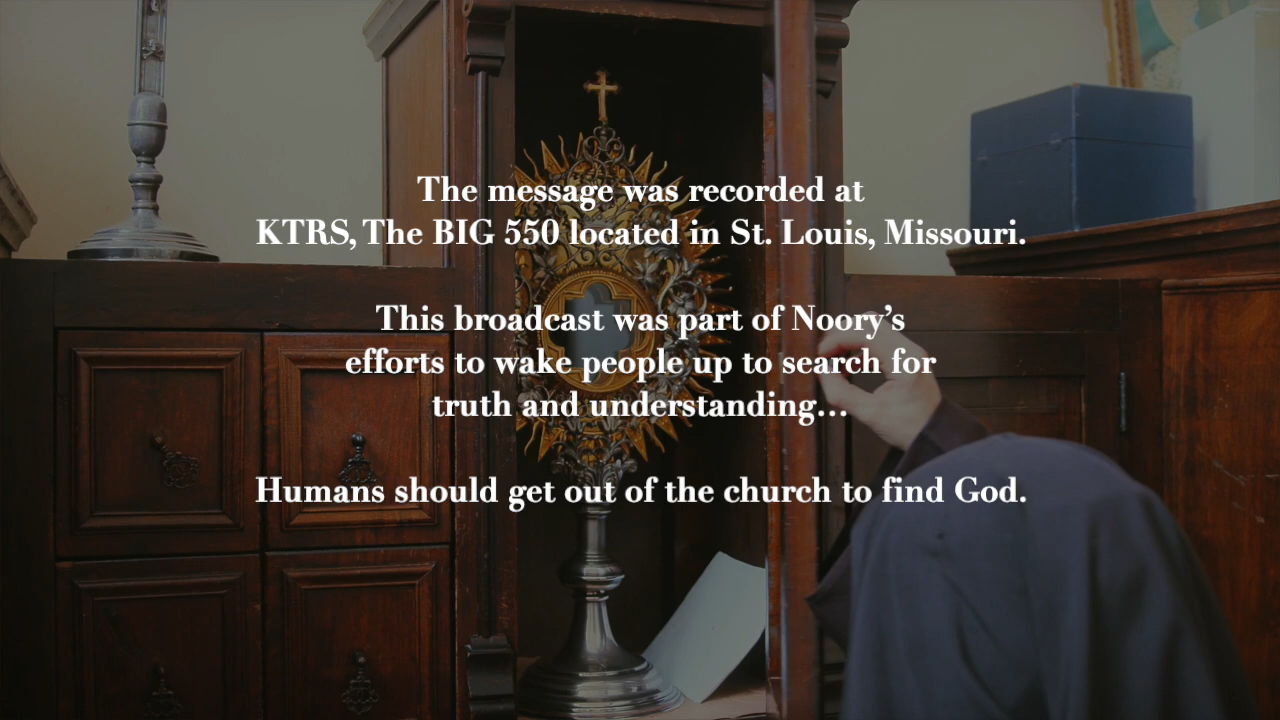 The message was recorded at
KTRS, The BIG 550 located in St. Louis, Missouri.
This broadcast was part of Noory’s
efforts to wake people up to search for
truth and understanding…
Humans should get out of the church to find God.